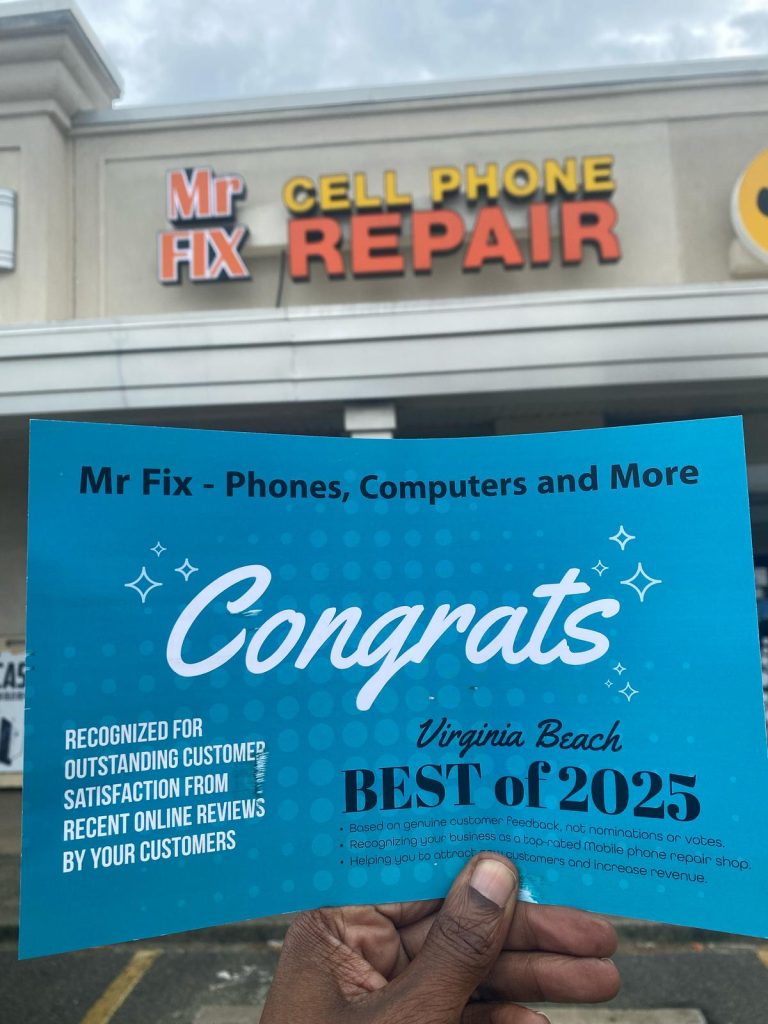 Mr
FIX
CELL PHONE
REPAIR
Mr Fix - Phones, Computers and More
Congrats
RECOGNIZED FOR
OUTSTANDING CUSTOMER
SATISFACTION FROM
RECENT ONLINE REVIEWS
BY YOUR CUSTOMERS
Virginia Beach
BEST of 2025
• Based on genuine customer feedback, not nominations or votes.
• Recognizing your business as a top-rated Mobile phone repair shop.
• Helping you to attract customers and increase revenue.